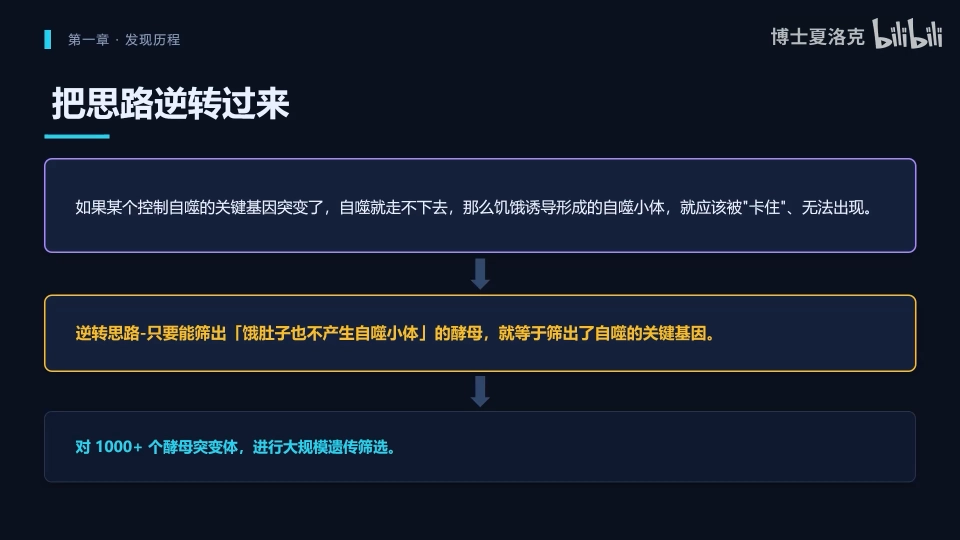 第一章 · 发现历程
博士夏洛克 bilibili
把思路逆转过来
如果某个控制自噬的关键基因突变了，自噬就走不下去，那么饥饿诱导形成的自噬小体，就应该被"卡住"、无法出现。
逆转思路-只要能筛出「饿肚子也不产生自噬小体」的酵母，就等于筛出了自噬的关键基因。
对 1000+ 个酵母突变体，进行大规模遗传筛选。